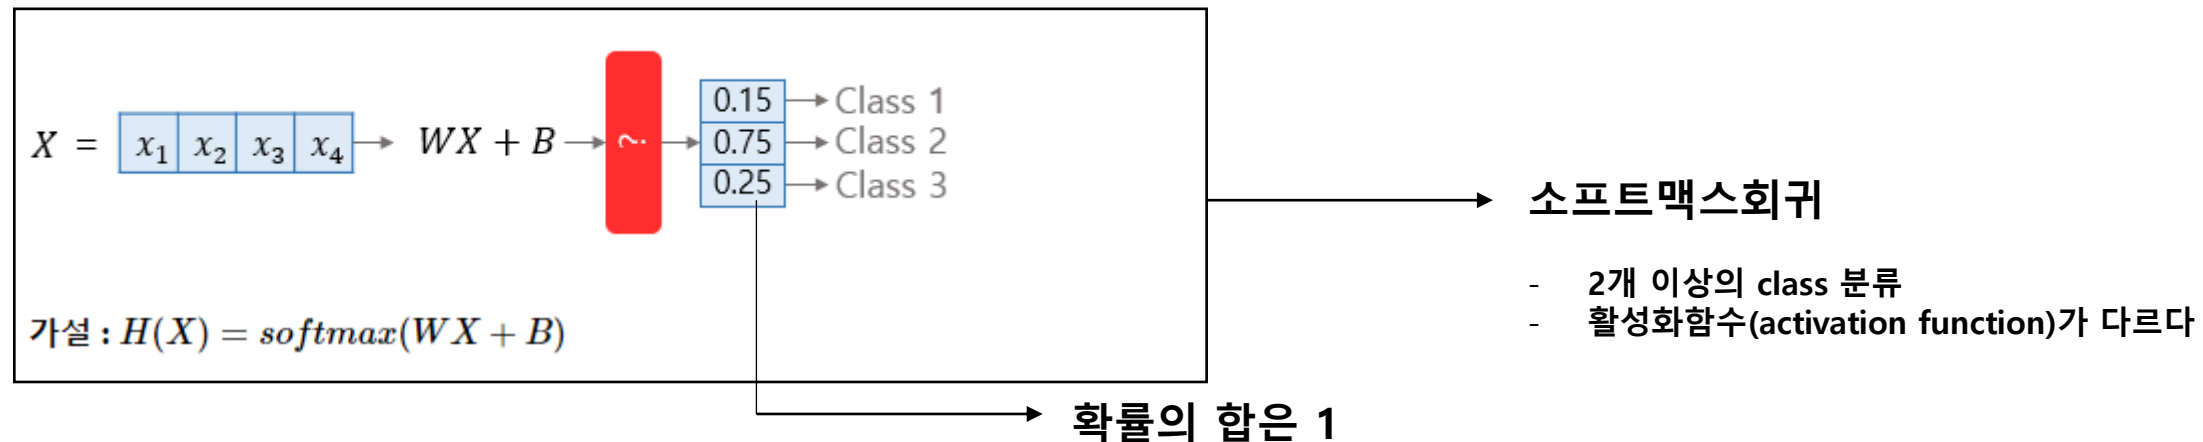 X = x₁ x₂ x₃ x₄ WX + B ? 0.15 Class 1
0.75 Class 2
0.25 Class 3
가설 : H(X) = softmax(WX + B)
소프트맥스회귀
- 2개 이상의 class 분류
- 활성화함수(activation function)가 다르다
확률의 합은 1